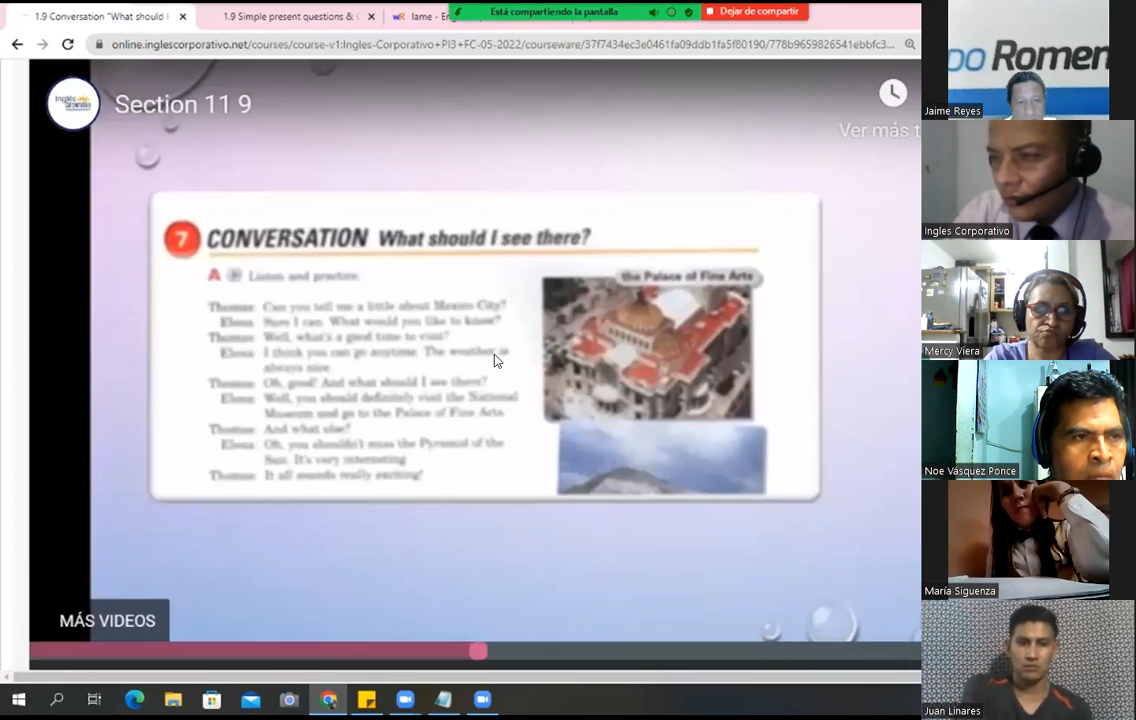 1.9 Conversation "What should I
1.9 Simple present questions &
lame - En
Está compartiendo la pantalla
Dejar de compartir
online.inglescorporativo.net/courses/course-v1:Ingles-Corporativo+PI3+FC-05-2022/courseware/37f7434ec3e0461fa09ddb1fa5f80190/778b9659826541ebbfc3...
Section 11 9
Ver más t
7 CONVERSATION What should I see there?
A Listen and practice.
the Palace of Fine Arts
Thomas: Can you tell me a little about Mexico City?
Elena: Sure I can. What would you like to know?
Thomas: Well, what's a good time to visit?
Elena: I think you can go anytime. The weather is
always nice.
Thomas: Oh, good! And what should I see there?
Elena: Well, you should definitely visit the National
Museum and go to the Palace of Fine Arts.
Thomas: And what else?
Elena: Oh, you shouldn't miss the Pyramid of the
Sun. It's very interesting.
Thomas: It all sounds really exciting!
MÁS VIDEOS
oo Romen
Jaime Reyes
Ingles Corporativo
Mercy Viera
Noe Vásquez Ponce
María Siguenza
Juan Linares